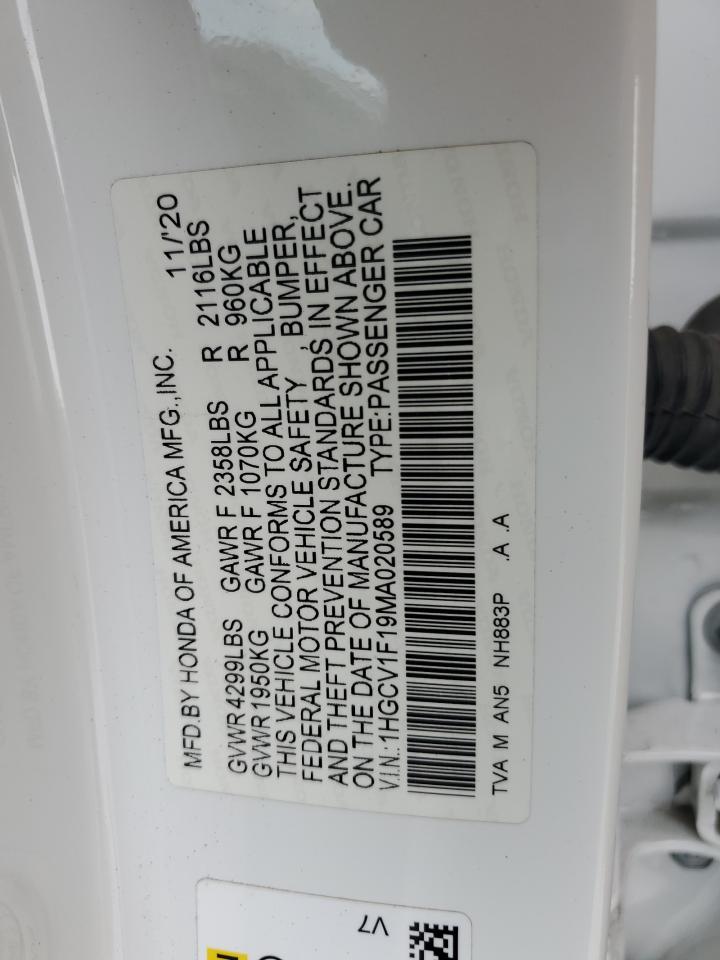 MFD.BY HONDA OF AMERICA MFG.,INC. 11/'20
GVWR 4299LBS GAWR F 2358LBS R 2116LBS
GVWR 1950KG GAWR F 1070KG R 960KG
THIS VEHICLE CONFORMS TO ALL APPLICABLE
FEDERAL MOTOR VEHICLE SAFETY , BUMPER,
AND THEFT PREVENTION STANDARDS IN EFFECT
ON THE DATE OF MANUFACTURE SHOWN ABOVE.
V.I.N.: 1HGCV1F19MA020589 TYPE:PASSENGER CAR
TVA M AN5 NH883P .A .A
V7